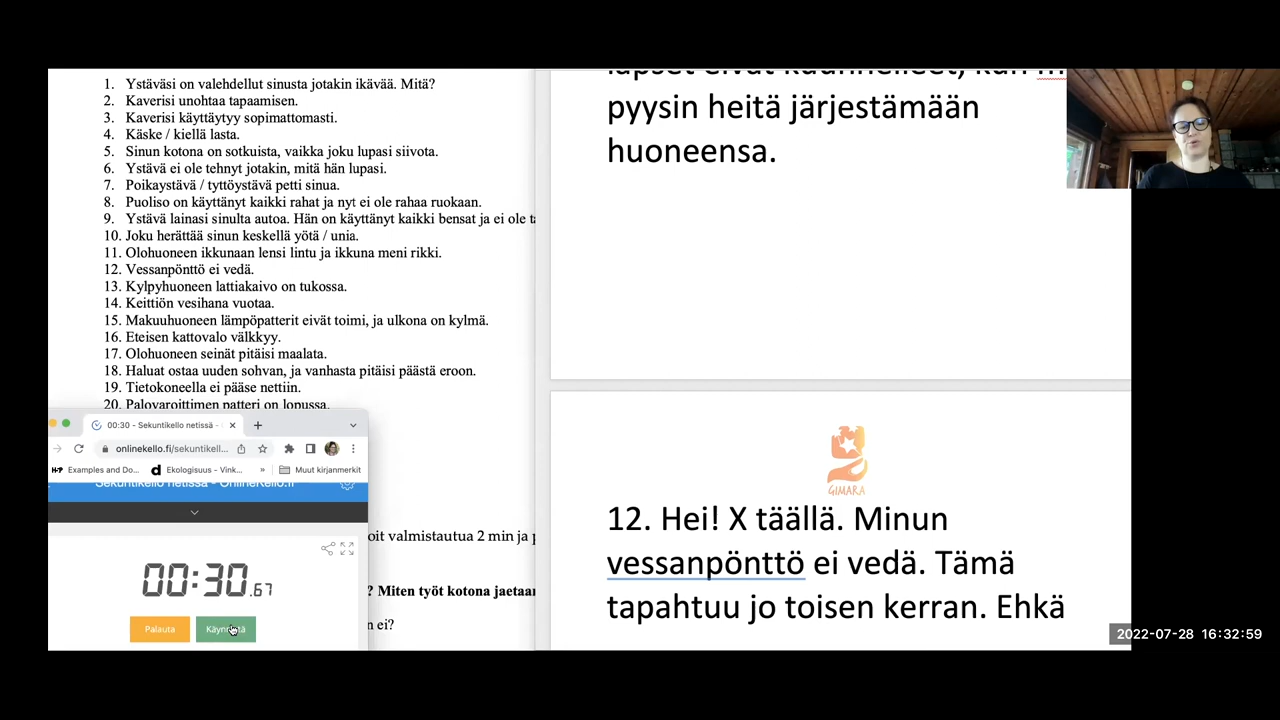 1. Ystäväsi on valehdellut sinusta jotakin ikävää. Mitä?
2. Kaverisi unohtaa tapaamisen.
3. Kaverisi käyttäytyy sopimattomasti.
4. Käske / kiellä lasta.
5. Sinun kotona on sotkuista, vaikka joku lupasi siivota.
6. Ystävä ei ole tehnyt jotakin, mitä hän lupasi.
7. Poikaystävä / tyttöystävä petti sinua.
8. Puoliso on käyttänyt kaikki rahat ja nyt ei ole rahaa ruokaan.
9. Ystävä lainasi sinulta autoa. Hän on käyttänyt kaikki bensat ja ei ole
10. Joku herättää sinun keskellä yötä / unia.
11. Olohuoneen ikkunaan lensi lintu ja ikkuna meni rikki.
12. Vessanpönttö ei vedä.
13. Kylpyhuoneen lattiakaivo on tukossa.
14. Keittiön vesihana vuotaa.
15. Makuuhuoneen lämpöpatterit eivät toimi, ja ulkona on kylmä.
16. Eteisen kattovalo välkkyy.
17. Olohuoneen seinät pitäisi maalata.
18. Haluat ostaa uuden sohvan, ja vanhasta pitäisi päästä eroon.
19. Tietokoneella ei pääse nettiin.
20. Palovaroittimen patteri on lopussa.
00:30 - Sekuntikello netissä -
onlinekello.fi/sekuntikell...
Examples and Do...
Ekologisuus - Vink...
»
Muut kirjanmerkit
Sekuntikello netissä - OnlineKello.fi
00:30.67
Palauta
oit valmistautua 2 min ja p
? Miten työt kotona jaetaan
n ei?
lapset eivät kuunnelleet, kun
pyysin heitä järjestämään
huoneensa.
GIMARA
12. Hei! X täällä. Minun
vessanpönttö ei vedä. Tämä
tapahtuu jo toisen kerran. Ehkä
2022-07-28 16:32:59